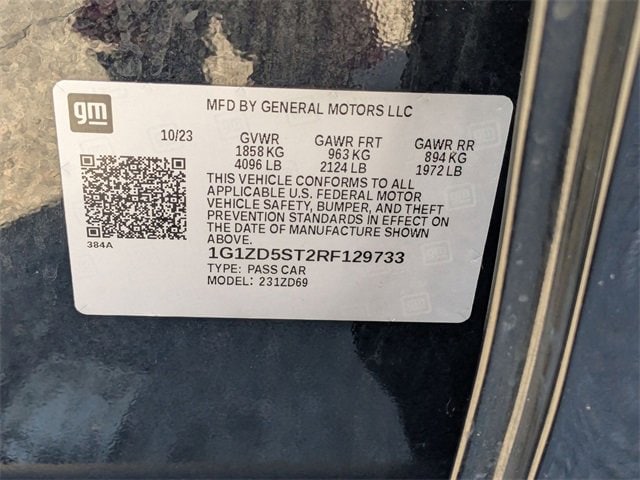 gm
MFD BY GENERAL MOTORS LLC
10/23 GVWR GAWR FRT GAWR RR
1858 KG 963 KG 894 KG
4096 LB 2124 LB 1972 LB
THIS VEHICLE CONFORMS TO ALL
APPLICABLE U.S. FEDERAL MOTOR
VEHICLE SAFETY, BUMPER, AND THEFT
PREVENTION STANDARDS IN EFFECT ON
THE DATE OF MANUFACTURE SHOWN
ABOVE.
384A
1G1ZD5ST2RF129733
TYPE: PASS CAR
MODEL: 231ZD69